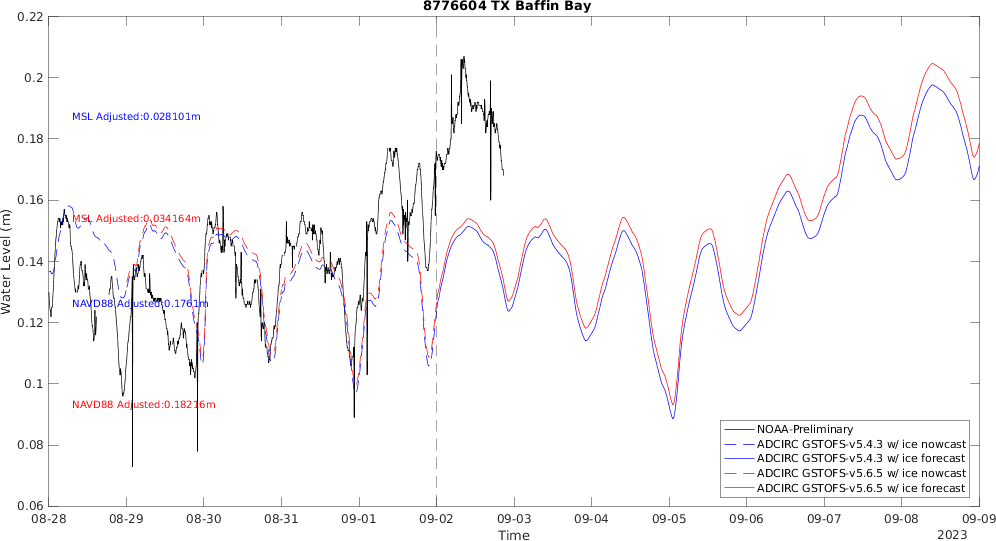 8776604 TX Baffin Bay
0.22
0.2
0.18
0.16
0.14
0.12
0.1
0.08
0.06
Water Level (m)
MSL Adjusted:0.028101m
MSL Adjusted:0.034164m
NAVD88 Adjusted:0.1761m
NAVD88 Adjusted:0.18216m
NOAA-Preliminary
ADCIRC GSTOFS-v5.4.3 w/ ice nowcast
ADCIRC GSTOFS-v5.4.3 w/ ice forecast
ADCIRC GSTOFS-v5.6.5 w/ ice nowcast
ADCIRC GSTOFS-v5.6.5 w/ ice forecast
08-28 08-29 08-30 08-31 09-01 09-02 09-03 09-04 09-05 09-06 09-07 09-08 09-09
Time
2023